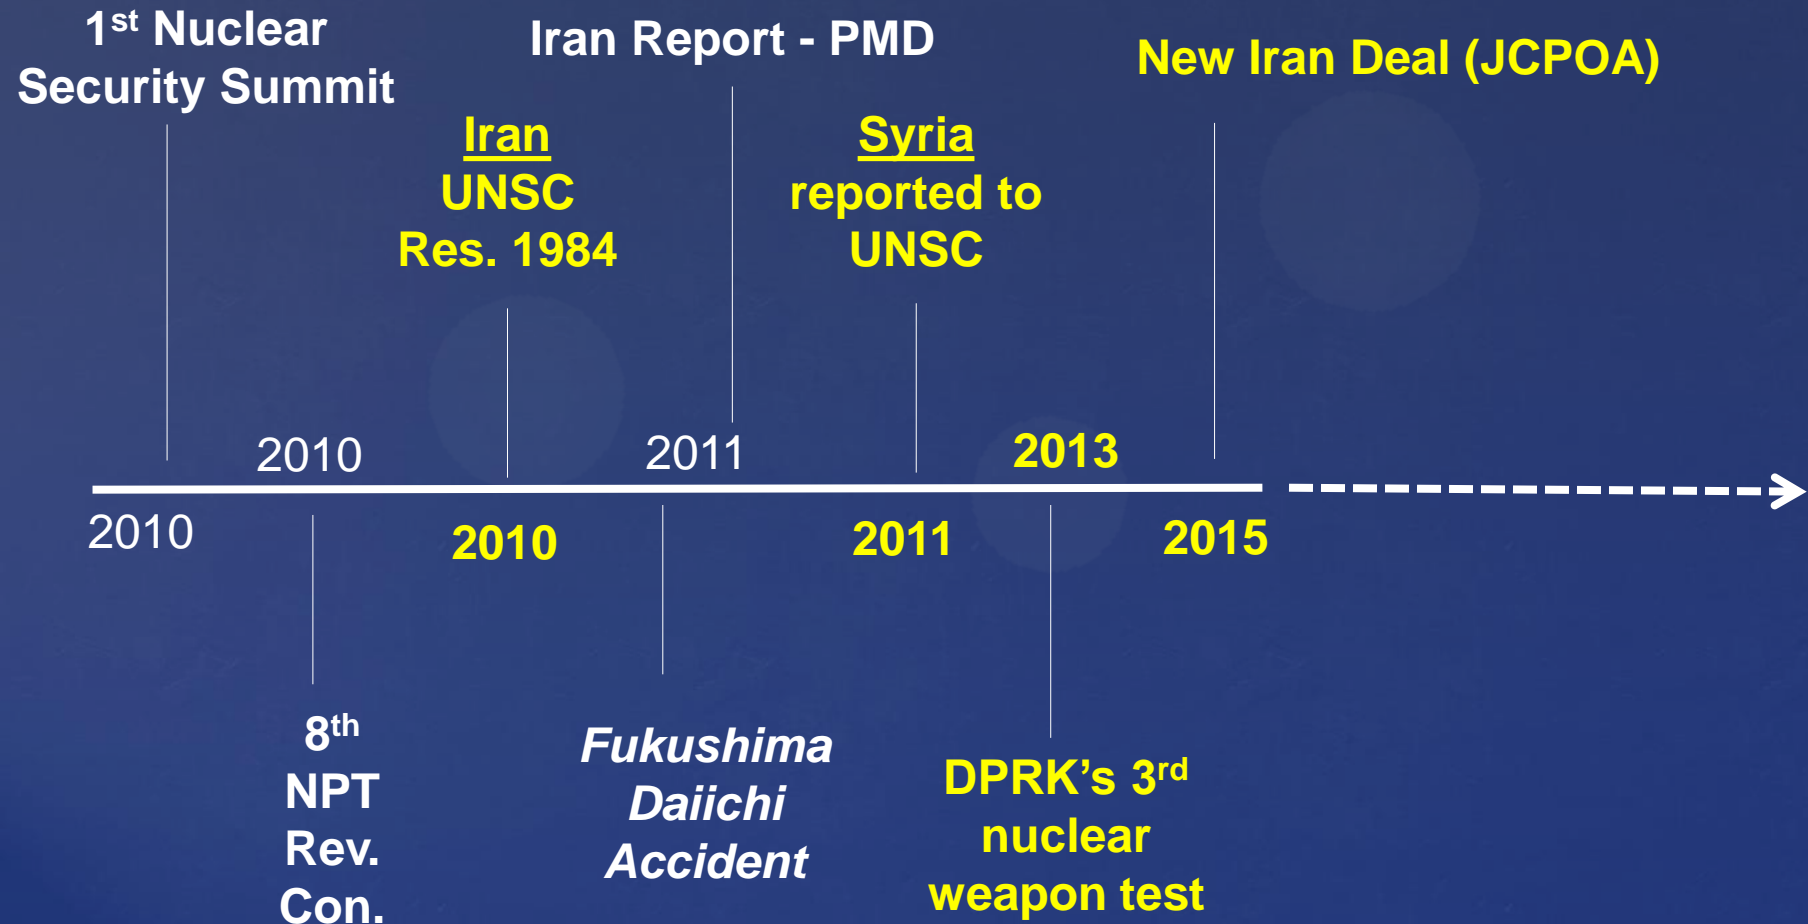 1st Nuclear
Security Summit
Iran Report - PMD
New Iran Deal (JCPOA)
Iran
UNSC
Res. 1984
Syria
reported to
UNSC
2010
2011
2013
2010
2010
2011
2015
8th
NPT
Rev.
Con.
Fukushima
Daiichi
Accident
DPRK’s 3rd
nuclear
weapon test